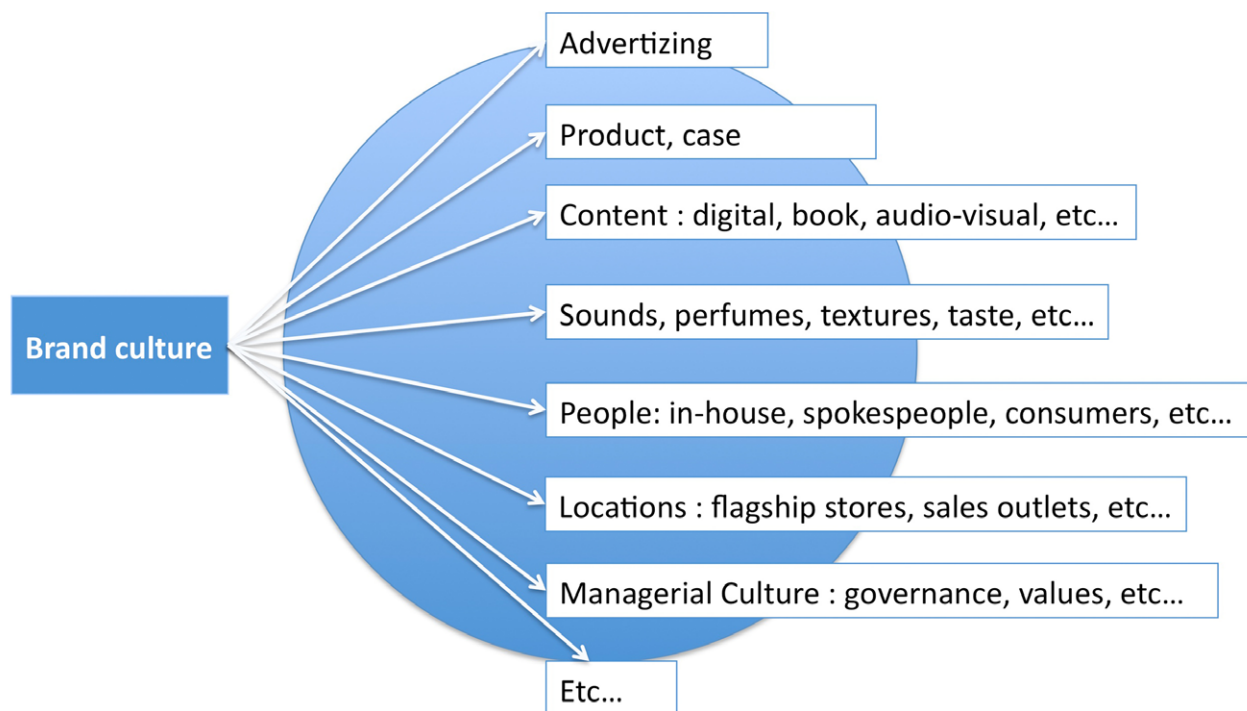 Advertizing
Product, case
Content : digital, book, audio-visual, etc…
Sounds, perfumes, textures, taste, etc…
Brand culture
People: in-house, spokespeople, consumers, etc…
Locations : flagship stores, sales outlets, etc…
Managerial Culture : governance, values, etc…
Etc…